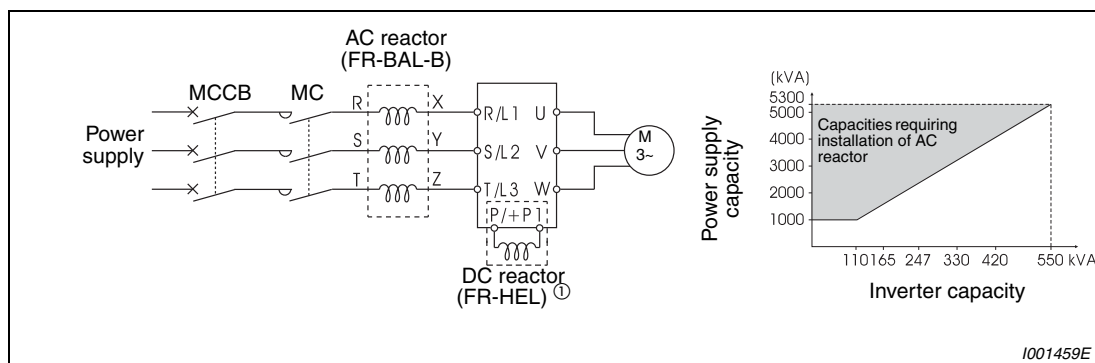 AC reactor
(FR-BAL-B)
MCCB
MC
R
X
R/L1
U
Power
supply
S
Y
S/L2
V
M
3~
T
Z
T/L3
W
P/+
P1
DC reactor
(FR-HEL) ①
(kVA)
5300
5000
4000
3000
2000
1000
Capacities requiring
installation of AC
reactor
Power supply
capacity
110 165 247 330 420 550 kVA
Inverter capacity
I001459E